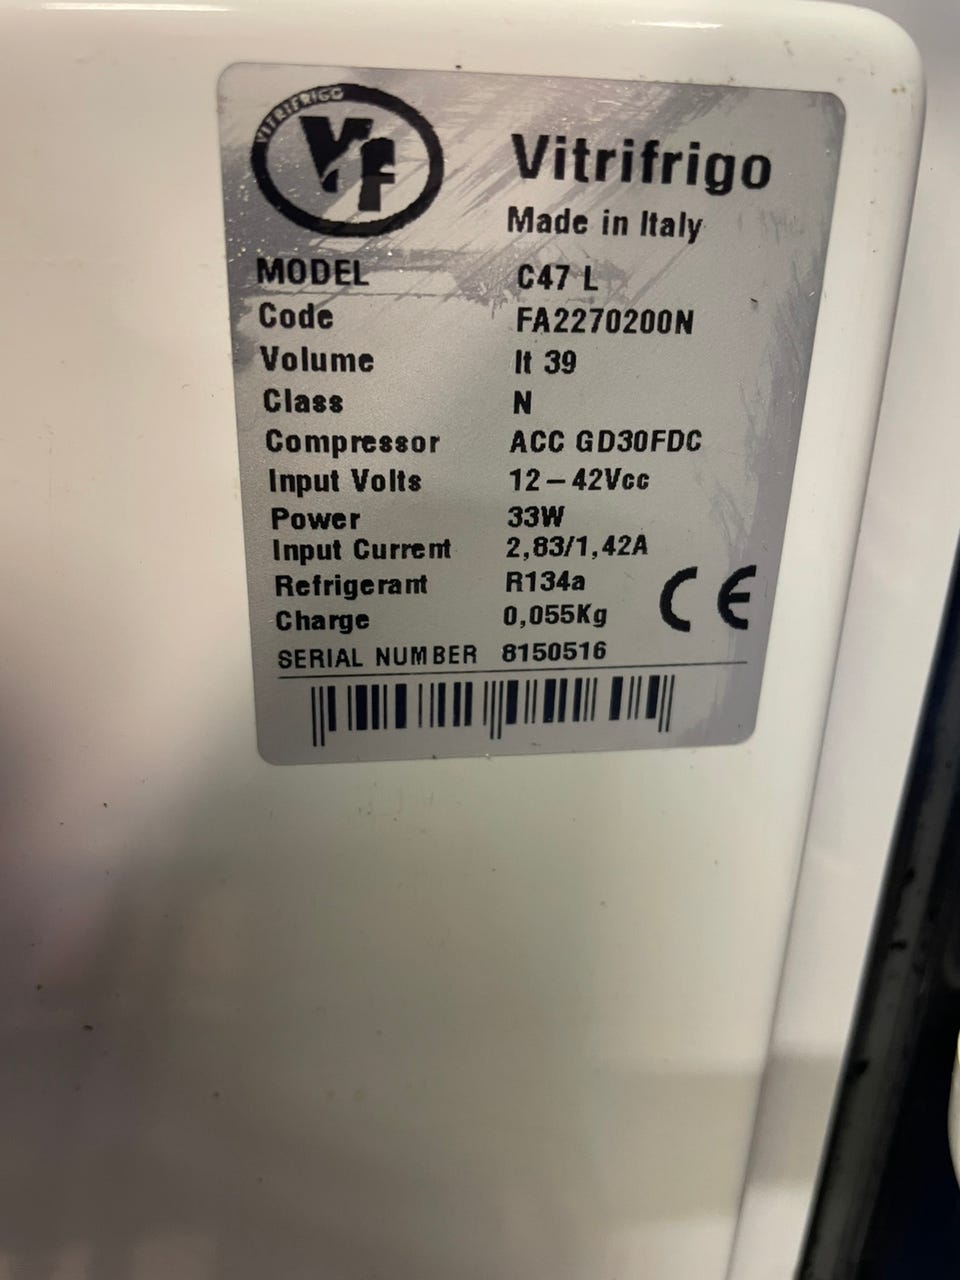 VITRIFRIGO
VF
Vitrifrigo
Made in Italy
MODEL C47 L
Code FA2270200N
Volume lt 39
Class N
Compressor ACC GD30FDC
Input Volts 12-42Vcc
Power 33W
Input Current 2,83/1,42A
Refrigerant R134a
Charge 0,055Kg
CE
SERIAL NUMBER 8150516